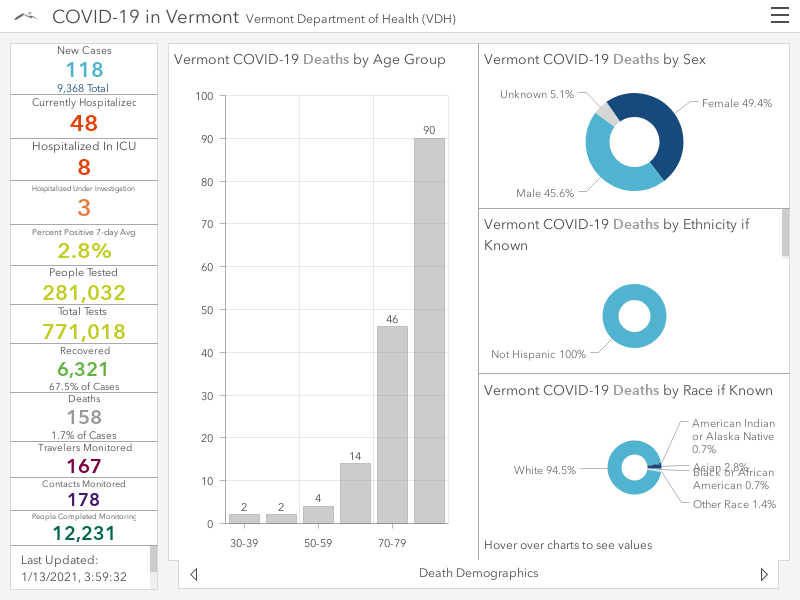 COVID-19 in Vermont Vermont Department of Health (VDH)
New Cases
118
9,368 Total
Currently Hospitalized
48
Hospitalized In ICU
8
Hospitalized Under Investigation
3
Percent Positive 7-day Avg
2.8%
People Tested
281,032
Total Tests
771,018
Recovered
6,321
67.5% of Cases
Deaths
158
1.7% of Cases
Travelers Monitored
167
Contacts Monitored
178
People Completed Monitoring
12,231
Last Updated:
1/13/2021, 3:59:32
Vermont COVID-19 Deaths by Age Group
100
90
80
70
60
50
40
30
20
10
0
2
2
4
14
46
90
30-39
50-59
70-79
Vermont COVID-19 Deaths by Sex
Unknown 5.1%
Female 49.4%
Male 45.6%
Vermont COVID-19 Deaths by Ethnicity if
Known
Not Hispanic 100%
Vermont COVID-19 Deaths by Race if Known
White 94.5%
American Indian
or Alaska Native
0.7%
Asian 2.8%
Black or African
American 0.7%
Other Race 1.4%
Hover over charts to see values
Death Demographics